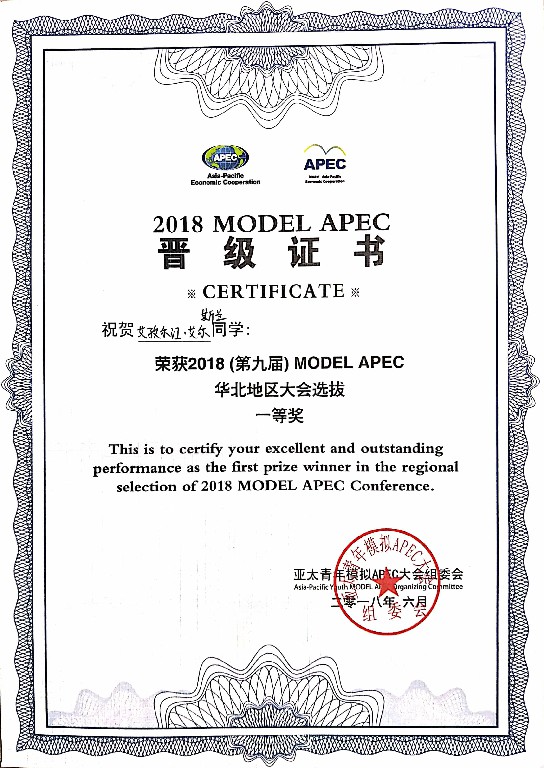 APEC
Asia-Pacific
Economic Cooperation
APEC
Model Asia-Pacific
Economic Cooperation
2018 MODEL APEC
晋级证书
※ CERTIFICATE ※
斯兰
祝贺艾孜尔江·艾尔同学:
荣获2018 (第九届) MODEL APEC
华北地区大会选拔
一等奖
This is to certify your excellent and outstanding
performance as the first prize winner in the regional
selection of 2018 MODEL APEC Conference.
亚太青年模拟APEC大会组委会
Asia-Pacific Youth MODEL APEC Organizing Committee
二零一八年 六月
亚太青年模拟APEC大会
组委会